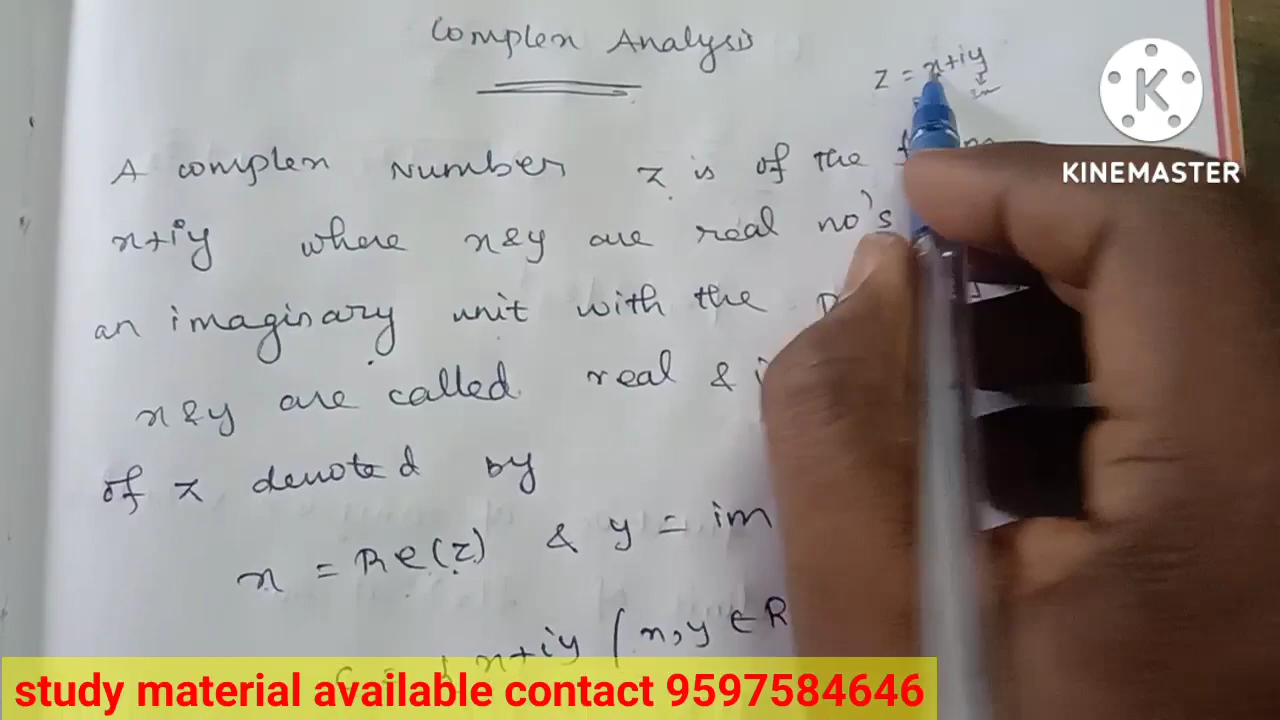 Complex Analysis
z = x+iy
A complex Number z is of the
x+iy where x&y are real no's
an imaginary unit with the
x&y are called real &
of z denoted by
x = Re(z) & y = im
x+iy / x,y ∈ R
K
KINEMASTER
study material available contact 9597584646